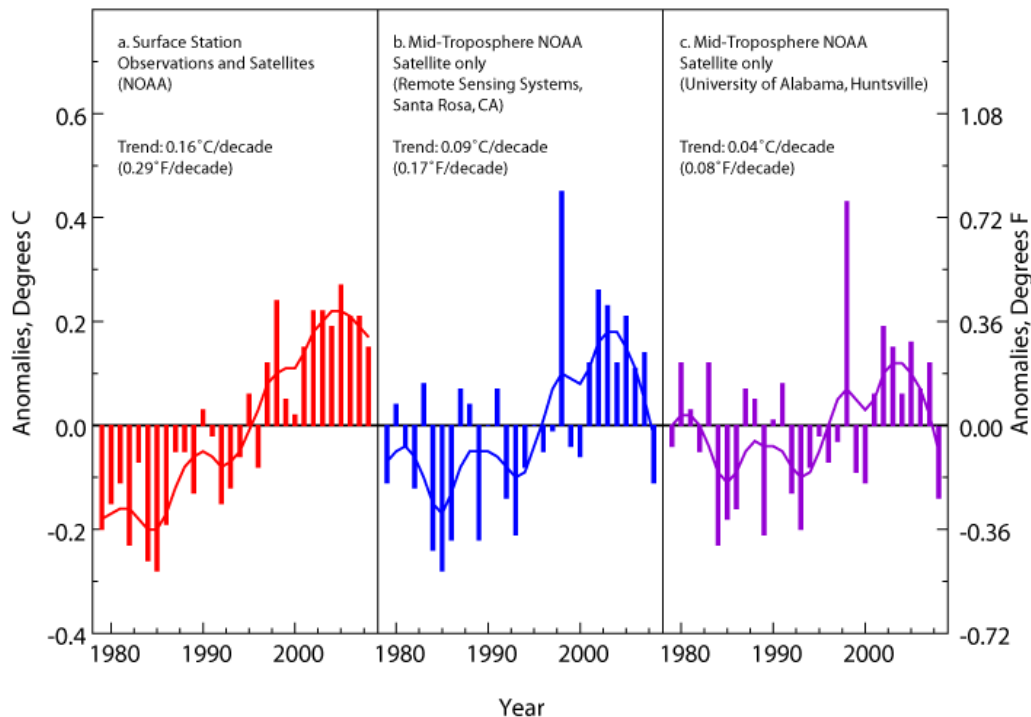 a. Surface Station
Observations and Satellites
(NOAA)
Trend: 0.16˚C/decade
(0.29˚F/decade)
b. Mid-Troposphere NOAA
Satellite only
(Remote Sensing Systems,
Santa Rosa, CA)
Trend: 0.09˚C/decade
(0.17˚F/decade)
c. Mid-Troposphere NOAA
Satellite only
(University of Alabama, Huntsville)
Trend: 0.04˚C/decade
(0.08˚F/decade)
Anomalies, Degrees C
0.6
0.4
0.2
0.0
-0.2
-0.4
1.08
0.72
0.36
0.00
-0.36
-0.72
Anomalies, Degrees F
1980 1990 2000 1980 1990 2000 1980 1990 2000
Year